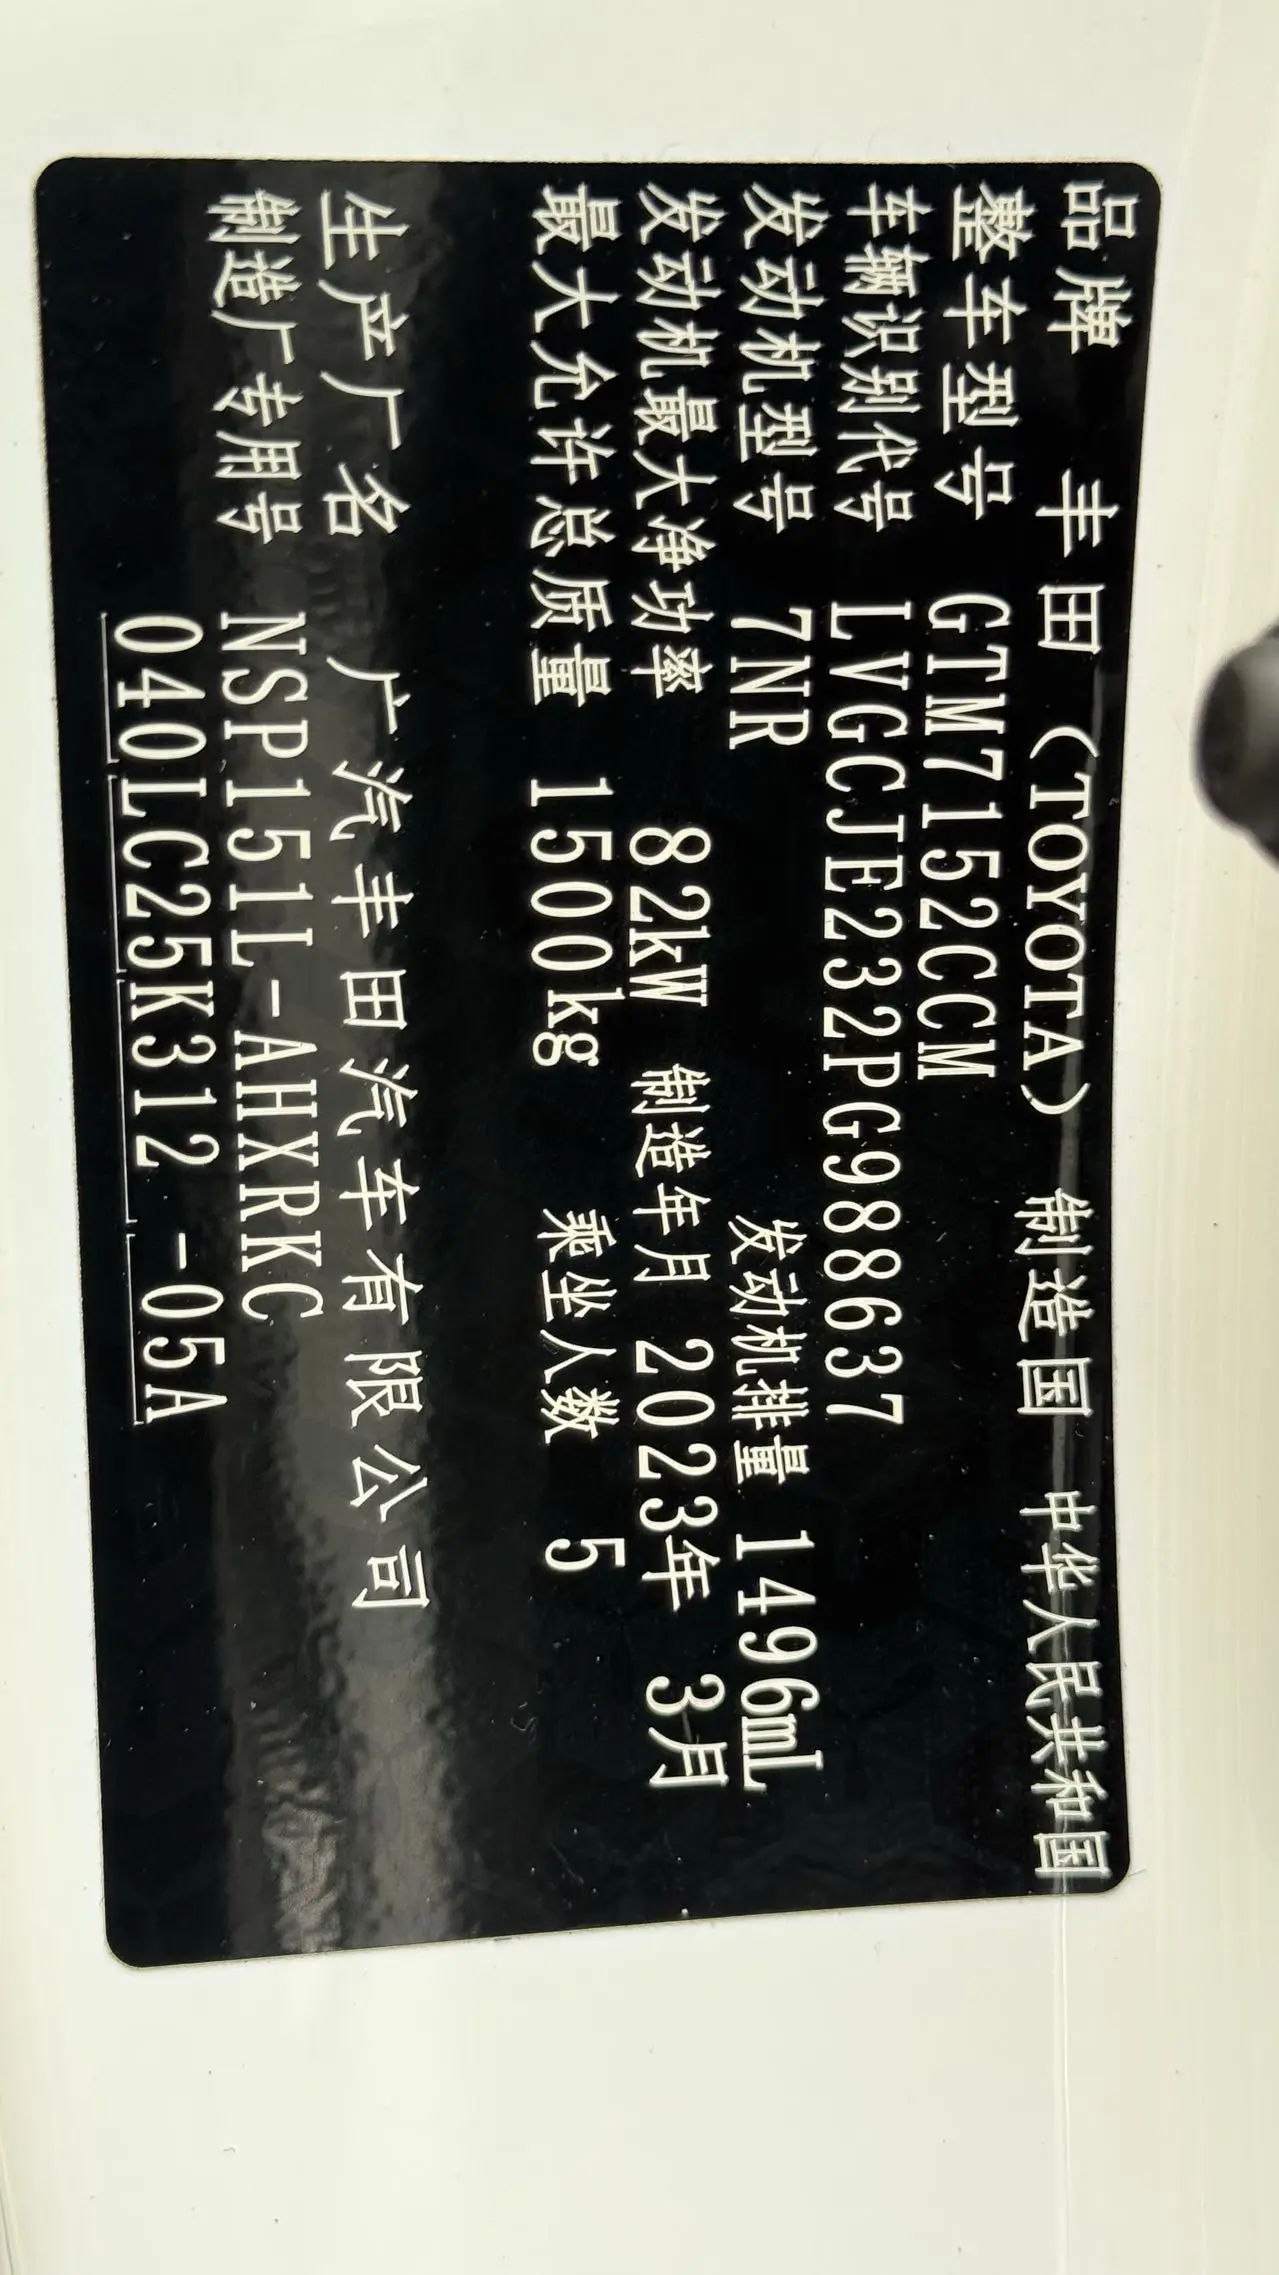 品牌 丰田（TOYOTA） 制造国 中华人民共和国
整车型号 GTM7152CCM
车辆识别代号 LVGCJE232PG988637
发动机型号 7NR 发动机排量 1496mL
发动机最大净功率 82kW 制造年月 2023年 3月
最大允许总质量 1500kg 乘坐人数 5
生产厂名 广汽丰田汽车有限公司
制造厂专用号 NSP151L-AHXRKC
040LC25K312 -05A